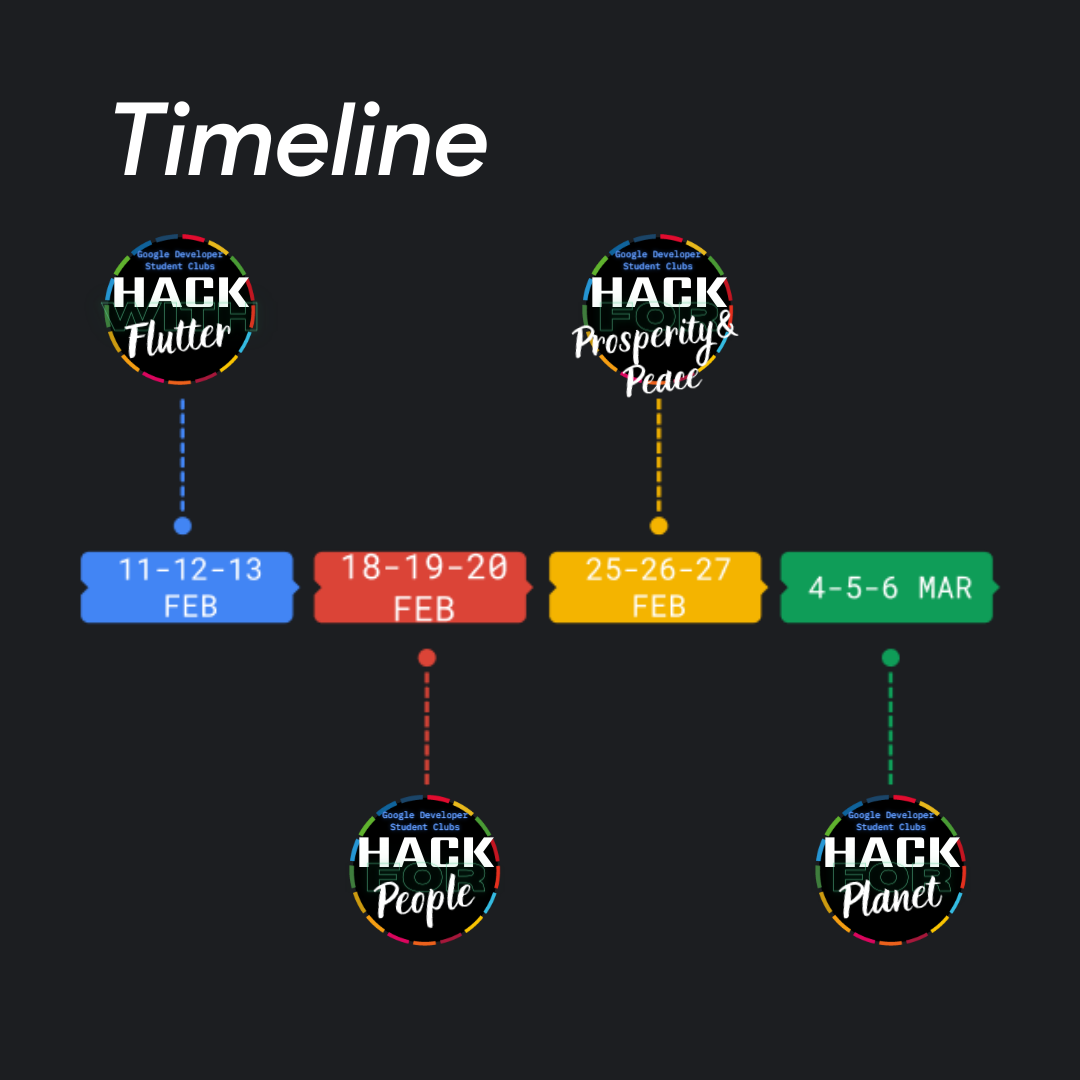 Timeline
Google Developer
Student Clubs
HACK
WITH
Flutter
Google Developer
Student Clubs
HACK
FOR
Prosperity&
Peace
11-12-13
FEB
18-19-20
FEB
25-26-27
FEB
4-5-6 MAR
Google Developer
Student Clubs
HACK
FOR
People
Google Developer
Student Clubs
HACK
FOR
Planet